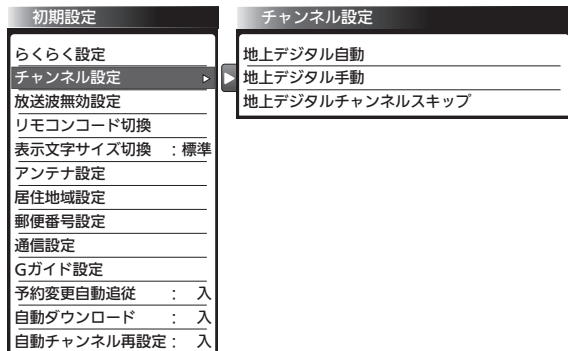 初期設定
らくらく設定
チャンネル設定
放送波無効設定
リモコンコード切換
表示文字サイズ切換 : 標準
アンテナ設定
居住地域設定
郵便番号設定
通信設定
Gガイド設定
予約変更自動追従 : 入
自動ダウンロード : 入
自動チャンネル再設定 : 入
チャンネル設定
地上デジタル自動
地上デジタル手動
地上デジタルチャンネルスキップ